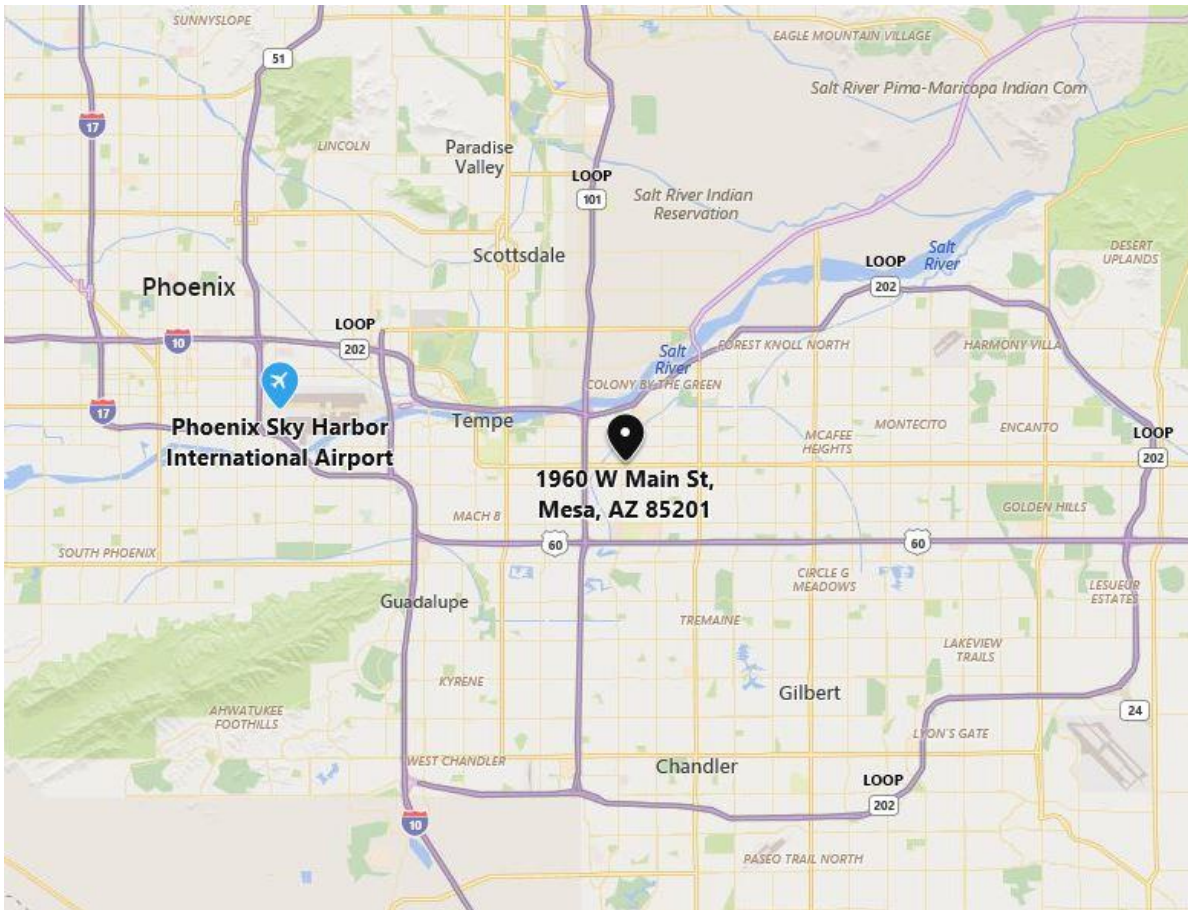 SUNNYSLOPE
EAGLE MOUNTAIN VILLAGE
51
Salt River Pima-Maricopa Indian Com
17
LINCOLN
Paradise
Valley
LOOP
101
Salt River Indian
Reservation
Scottsdale
Salt
River
DESERT
UPLANDS
LOOP
202
Phoenix
LOOP
202
10
FOREST KNOLL NORTH
HARMONY VILLA
Salt
River
COLONY BY THE GREEN
17
Phoenix Sky Harbor
International Airport
Tempe
MCAFEE
HEIGHTS
MONTECITO
ENCANTO
LOOP
202
1960 W Main St,
Mesa, AZ 85201
GOLDEN HILLS
MACH 8
60
60
SOUTH PHOENIX
CIRCLE G
MEADOWS
LESUEUR
ESTATES
Guadalupe
TREMAINE
LAKEVIEW
TRAILS
KYRENE
Gilbert
AHWATUKEE
FOOTHILLS
24
LYON'S GATE
WEST CHANDLER
Chandler
LOOP
202
10
PASEO TRAIL NORTH